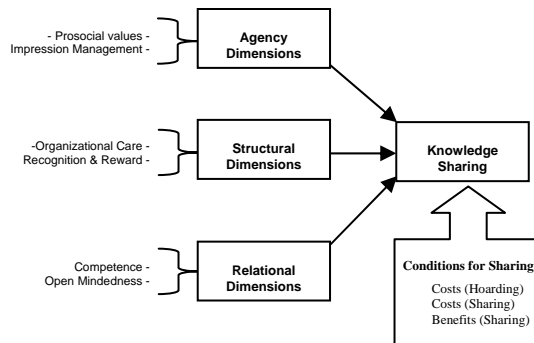 - Prosocial values -
Impression Management -
Agency
Dimensions
-Organizational Care -
Recognition & Reward -
Structural
Dimensions
Knowledge
Sharing
Competence -
Open Mindedness -
Relational
Dimensions
Conditions for Sharing
Costs (Hoarding)
Costs (Sharing)
Benefits (Sharing)